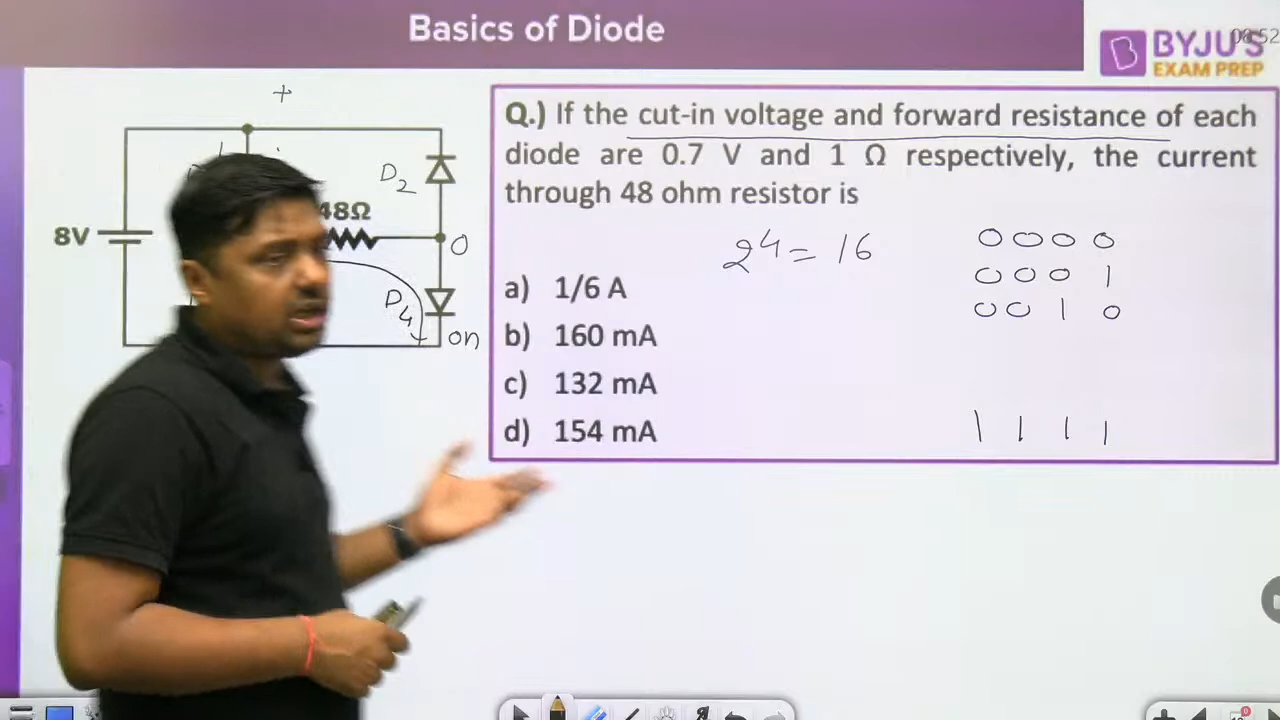 Basics of Diode
BYJU'S
EXAM PREP
+
D2
48Ω
8V
0
D4
on
Q.) If the cut-in voltage and forward resistance of each
diode are 0.7 V and 1 Ω respectively, the current
through 48 ohm resistor is
2^4 = 16
a) 1/6 A
b) 160 mA
c) 132 mA
d) 154 mA
0 0 0 0
0 0 0 1
0 0 1 0
1 1 1 1